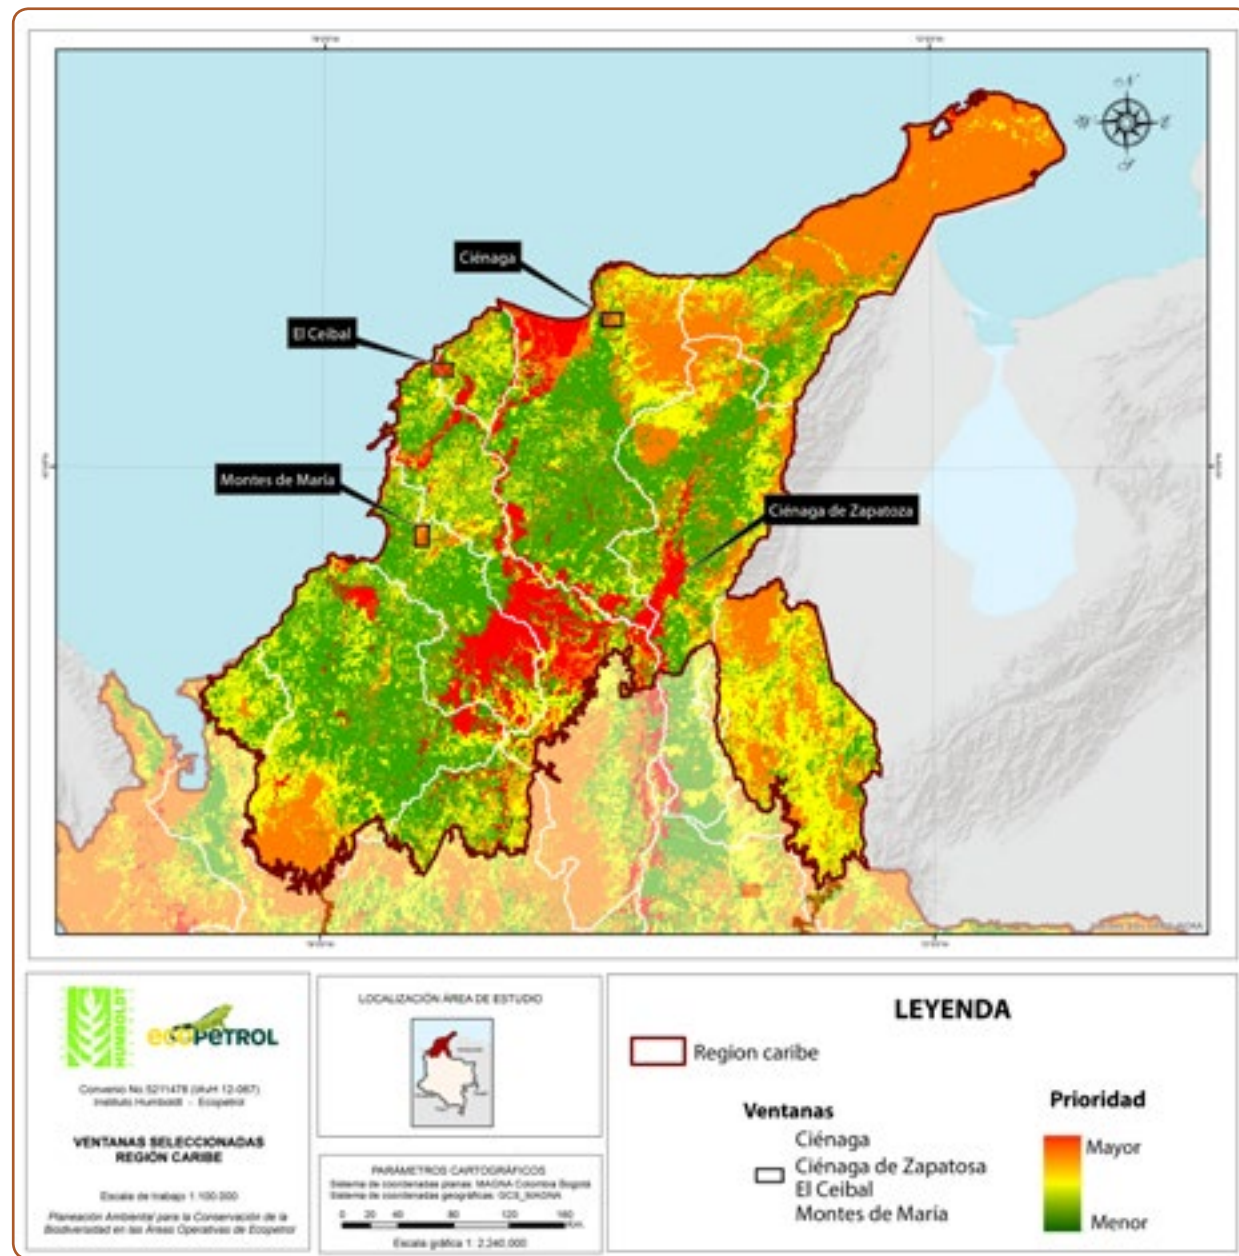 N
E
S
W
Ciénaga
El Ceibal
Montes de María
Ciénaga de Zapatoza
HUMBOLDT
ecoPETROL
Convenio No 5211478 (IAvH 12-067)
Instituto Humboldt - Ecopetrol
VENTANAS SELECCIONADAS
REGIÓN CARIBE
Escala de trabajo 1:100.000
Planeación Ambiental para la Conservación de la
Biodiversidad en las Áreas Operativas de Ecopetrol
LOCALIZACIÓN ÁREA DE ESTUDIO
PARÁMETROS CARTOGRÁFICOS
Sistema de coordenadas planas: MAGNA Colombia Bogotá
Sistema de coordenadas geográficas: GCS_MAGNA
0 20 40 80 120 160
Km.
Escala gráfica 1: 2.240.000
LEYENDA
Region caribe
Ventanas
Ciénaga
Ciénaga de Zapatosa
El Ceibal
Montes de María
Prioridad
Mayor
Menor